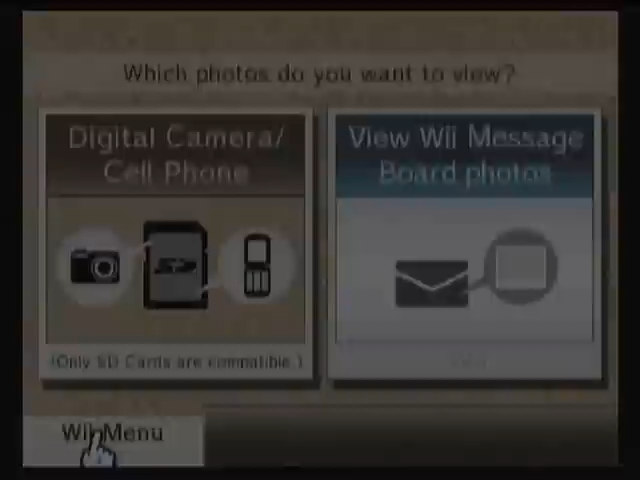 Which photos do you want to view?
Digital Camera/
Cell Phone
View Wii Message
Board photos
SD
(Only SD Cards are compatible.)
Wii Menu